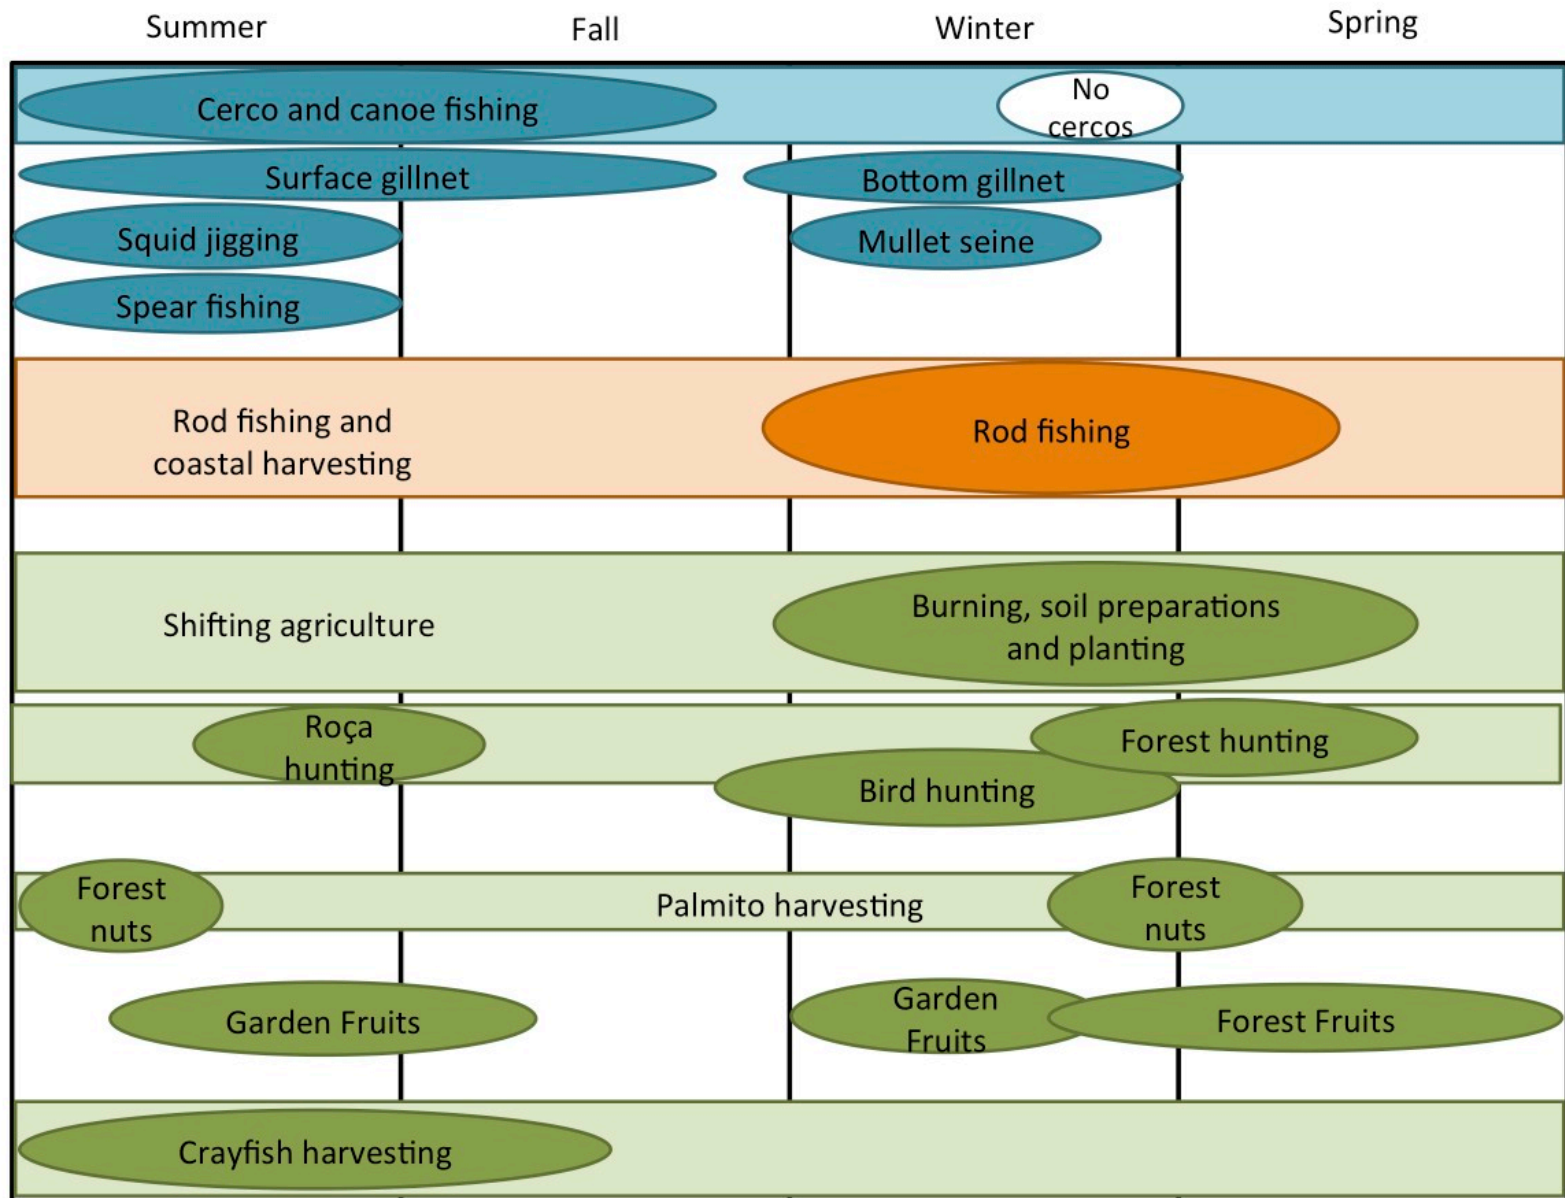 Summer Fall Winter Spring
Cerco and canoe fishing
No
cercos
Surface gillnet
Bottom gillnet
Squid jigging
Mullet seine
Spear fishing
Rod fishing and
coastal harvesting
Rod fishing
Shifting agriculture
Burning, soil preparations
and planting
Roça
hunting
Forest hunting
Bird hunting
Forest
nuts
Palmito harvesting
Forest
nuts
Garden Fruits
Garden
Fruits
Forest Fruits
Crayfish harvesting